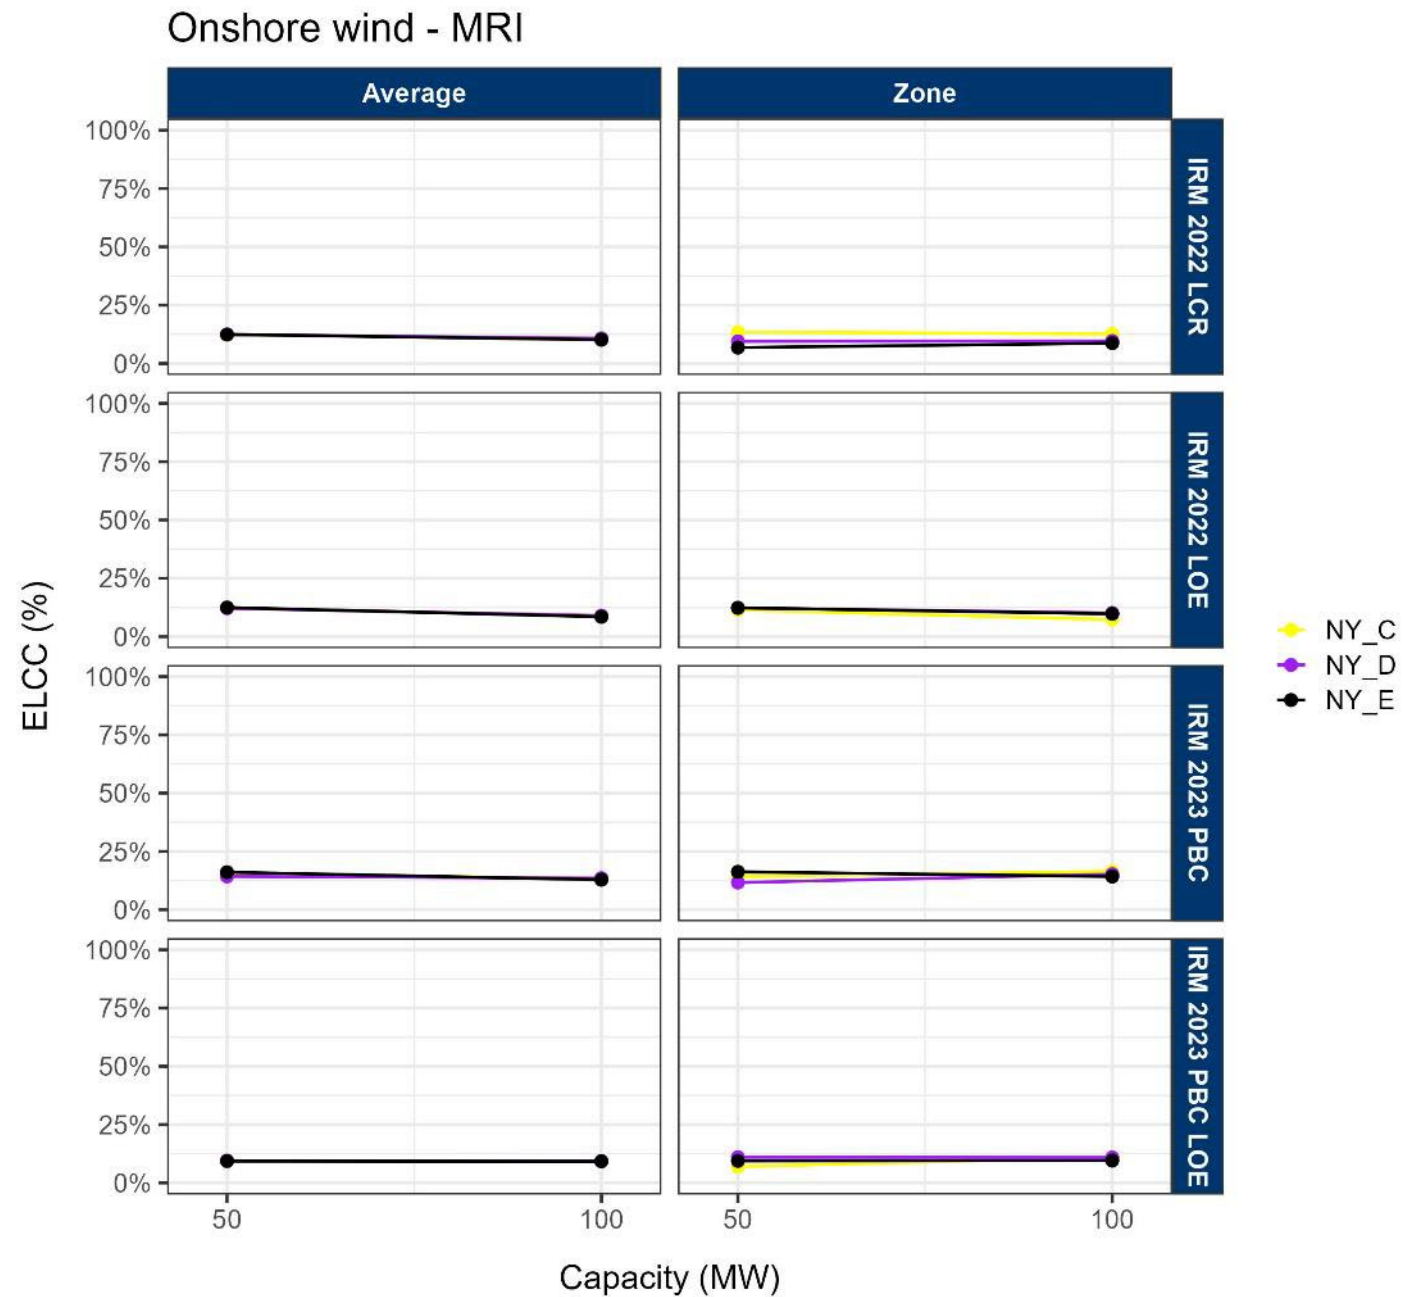 Onshore wind - MRI
Average
Zone
100%
75%
50%
25%
0%
IRM 2022 LCR
100%
75%
50%
25%
0%
IRM 2022 LOE
100%
75%
50%
25%
0%
IRM 2023 PBC
100%
75%
50%
25%
0%
IRM 2023 PBC LOE
50
100
50
100
Capacity (MW)
ELCC (%)
NY_C
NY_D
NY_E